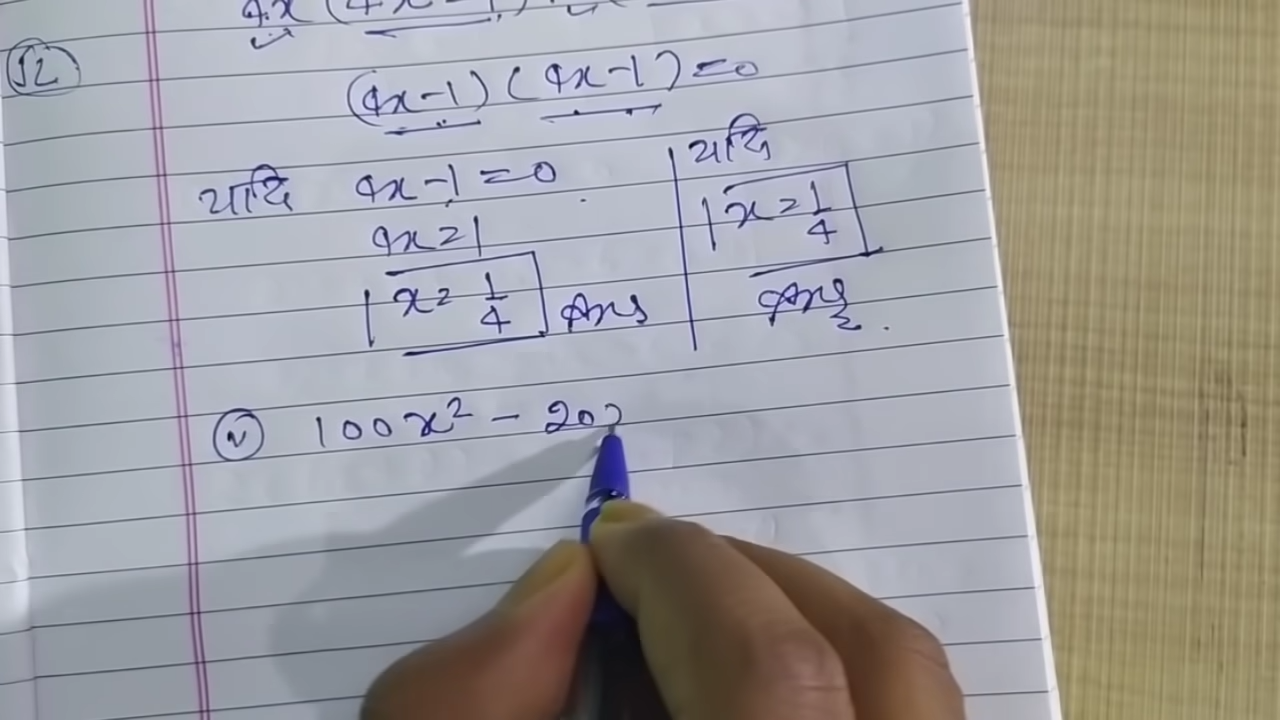 (4x-1) (4x-1) = 0
यदि 4x-1 = 0
4x = 1
x = 1/4 Ans
यदि
x = 1/4
Ans
(v) 100x² - 20x